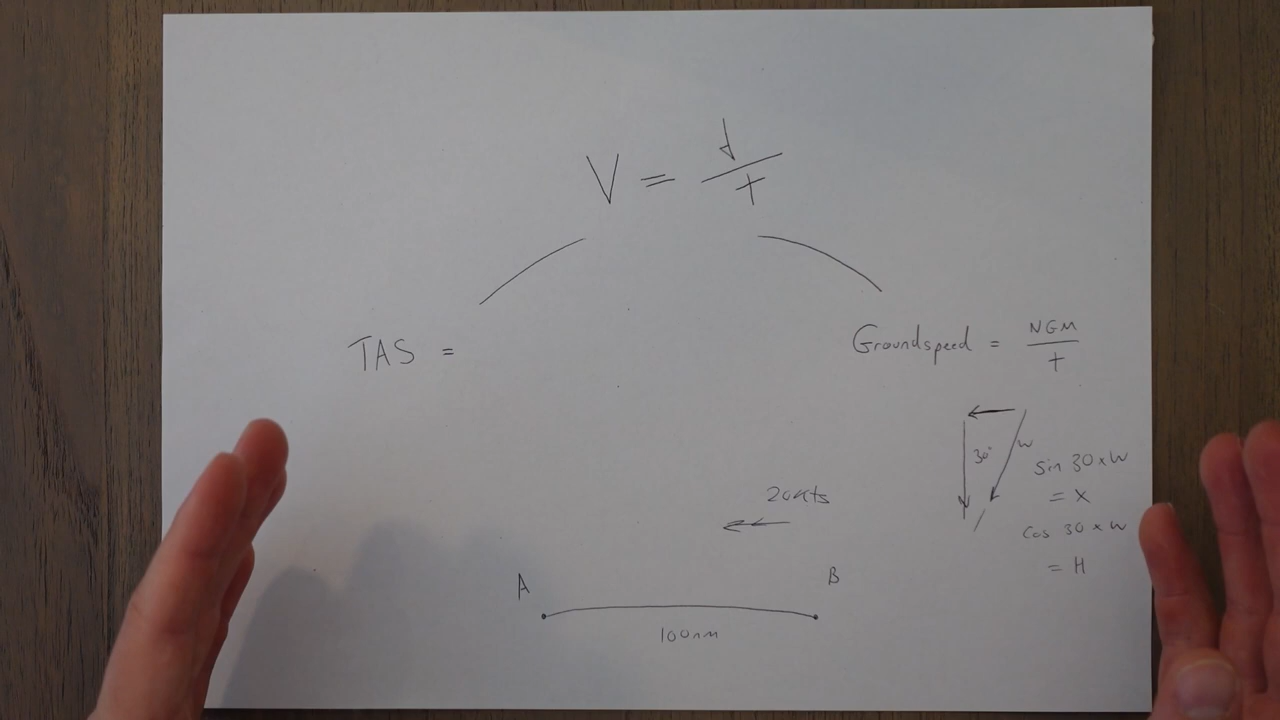 V = d/t
TAS =
Groundspeed = NGM/t
30° W
Sin 30 x W
= X
Cos 30 x W
= H
20kts
A B
100nm